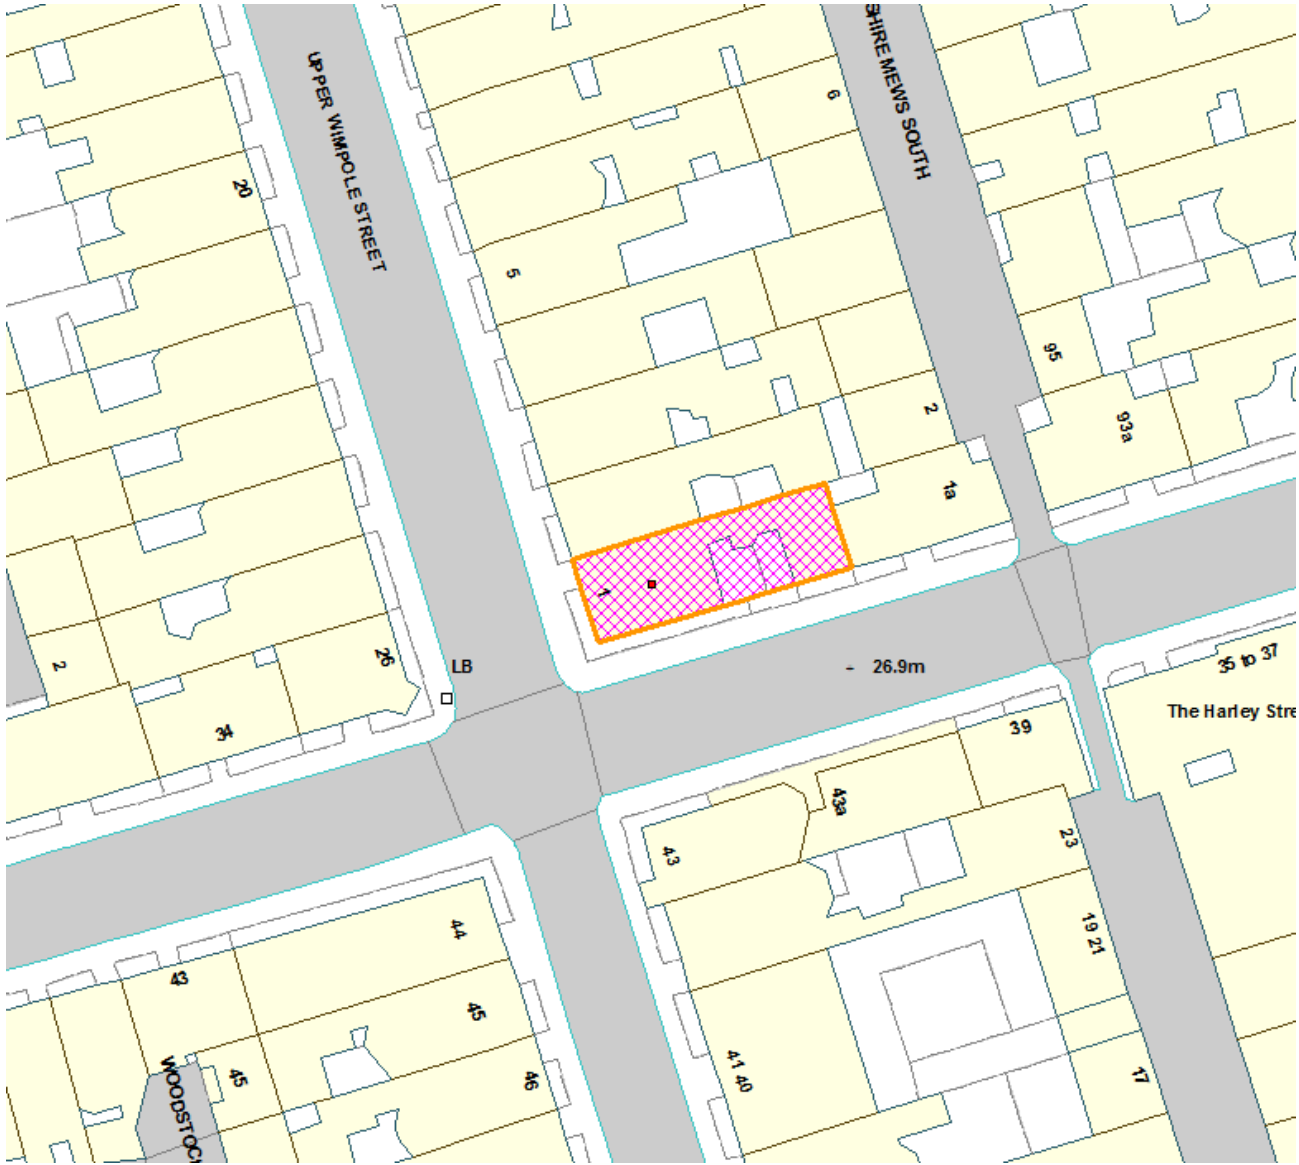 UPPER WIMPOLE STREET
SHIRE MEWS SOUTH
6
20
5
95
2
93a
1a
1
2
26
LB
34
26.9m
35 to 37
The Harley Stre
39
43a
43
23
44
19 21
43
45
41 40
45
46
17
WOODSTOC